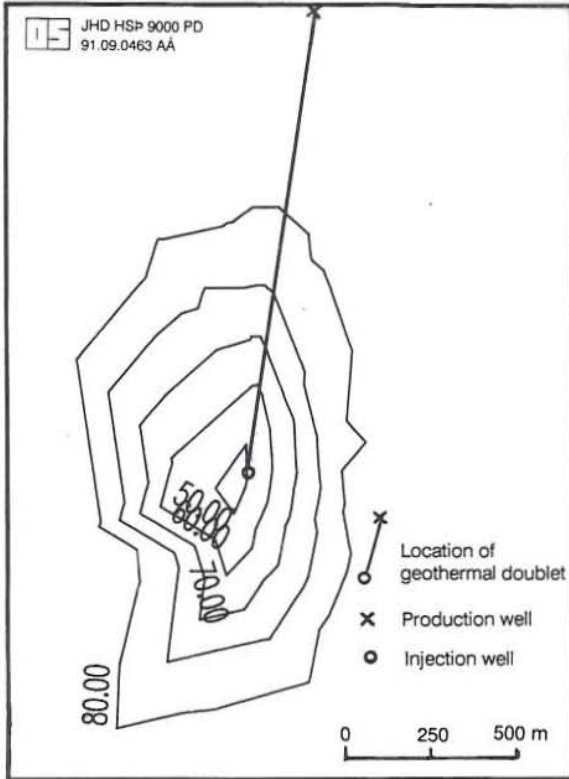 JHD HSÞ 9000 PD
91.09.0463 AÁ
50.00
60.00
70.00
80.00
Location of
geothermal doublet
Production well
Injection well
0 250 500 m